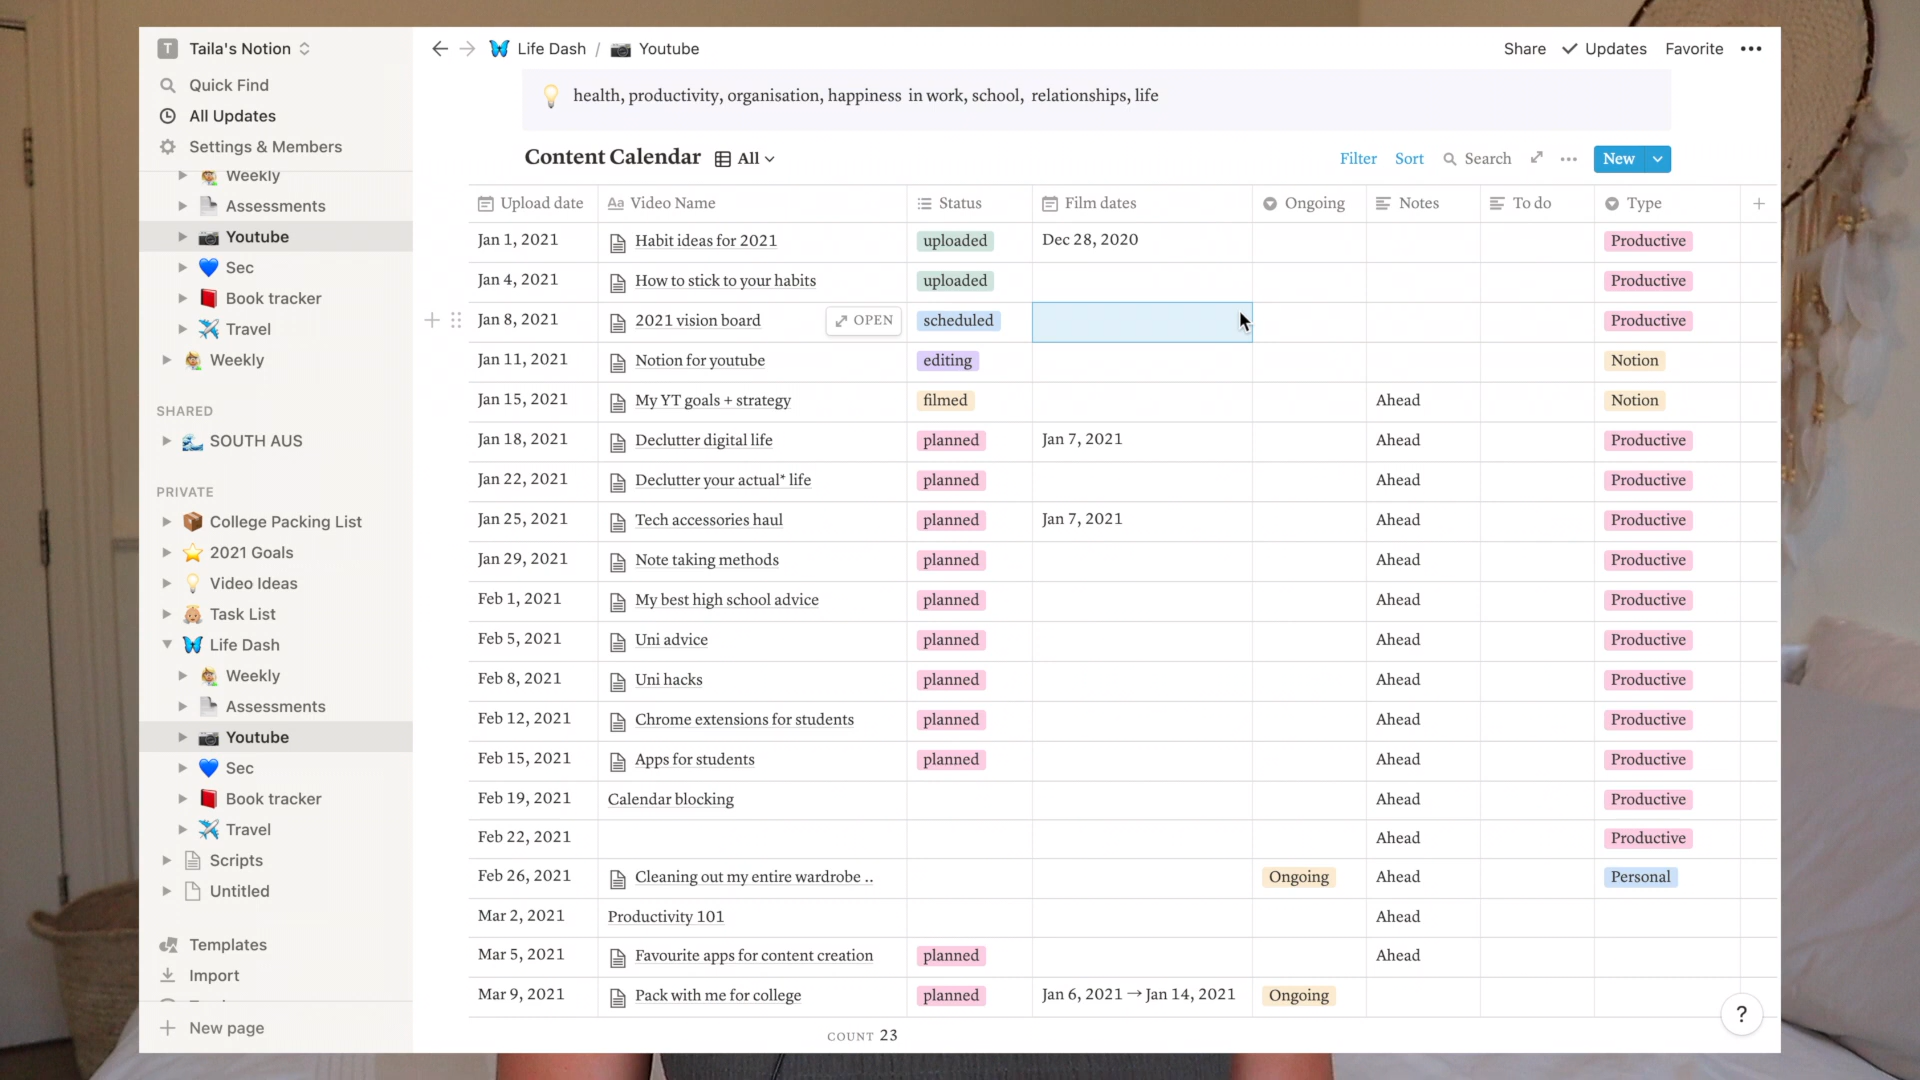 T Taila's Notion
Quick Find
All Updates
Settings & Members
Weekly
Assessments
Youtube
Sec
Book tracker
Travel
Weekly
SHARED
SOUTH AUS
PRIVATE
College Packing List
2021 Goals
Video Ideas
Task List
Life Dash
Weekly
Assessments
Youtube
Sec
Book tracker
Travel
Scripts
Untitled
Templates
Import
New page
Life Dash / Youtube
Share Updates Favorite
health, productivity, organisation, happiness in work, school, relationships, life
Content Calendar All
Filter Sort Search New
Upload date Aa Video Name Status Film dates Ongoing Notes To do Type
Jan 1, 2021 Habit ideas for 2021 uploaded Dec 28, 2020 Productive
Jan 4, 2021 How to stick to your habits uploaded Productive
Jan 8, 2021 2021 vision board OPEN scheduled Productive
Jan 11, 2021 Notion for youtube editing Notion
Jan 15, 2021 My YT goals + strategy filmed Ahead Notion
Jan 18, 2021 Declutter digital life planned Jan 7, 2021 Ahead Productive
Jan 22, 2021 Declutter your actual* life planned Ahead Productive
Jan 25, 2021 Tech accessories haul planned Jan 7, 2021 Ahead Productive
Jan 29, 2021 Note taking methods planned Ahead Productive
Feb 1, 2021 My best high school advice planned Ahead Productive
Feb 5, 2021 Uni advice planned Ahead Productive
Feb 8, 2021 Uni hacks planned Ahead Productive
Feb 12, 2021 Chrome extensions for students planned Ahead Productive
Feb 15, 2021 Apps for students planned Ahead Productive
Feb 19, 2021 Calendar blocking Ahead Productive
Feb 22, 2021 Ahead Productive
Feb 26, 2021 Cleaning out my entire wardrobe .. Ongoing Ahead Personal
Mar 2, 2021 Productivity 101 Ahead
Mar 5, 2021 Favourite apps for content creation planned Ahead
Mar 9, 2021 Pack with me for college planned Jan 6, 2021 → Jan 14, 2021 Ongoing
COUNT 23
?